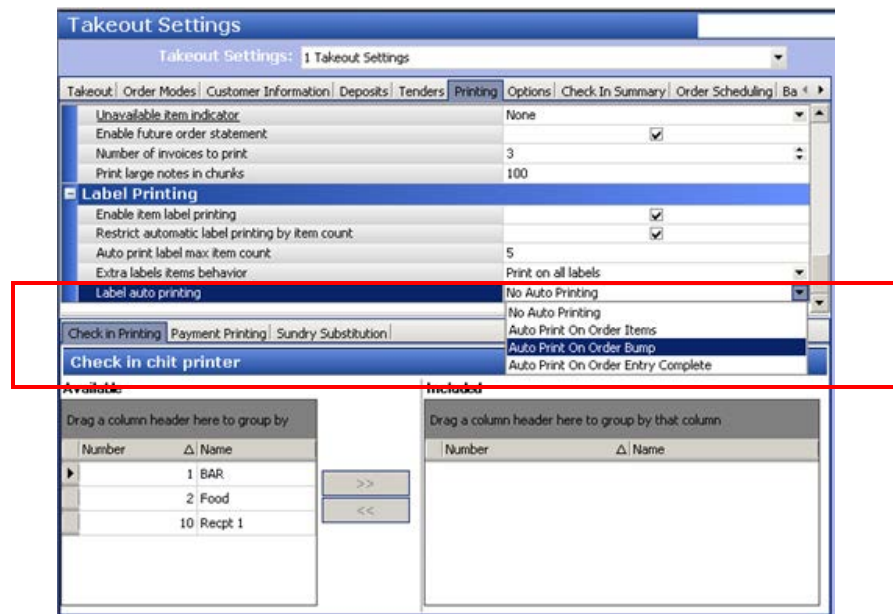 Takeout Settings
Takeout Settings: 1 Takeout Settings
Takeout Order Modes Customer Information Deposits Tenders Printing Options Check In Summary Order Scheduling Ba
Unavailable item indicator None
Enable future order statement
Number of invoices to print 3
Print large notes in chunks 100
Label Printing
Enable item label printing
Restrict automatic label printing by item count
Auto print label max item count 5
Extra labels items behavior Print on all labels
Label auto printing No Auto Printing
No Auto Printing
Check in Printing Payment Printing Sundry Substitution Auto Print On Order Items
Check in chit printer Auto Print On Order Bump
Auto Print On Order Entry Complete
Available Included
Drag a column header here to group by Drag a column header here to group by that column
Number Name Number Name
1 BAR
>>
2 Food
<<
10 Recpt 1